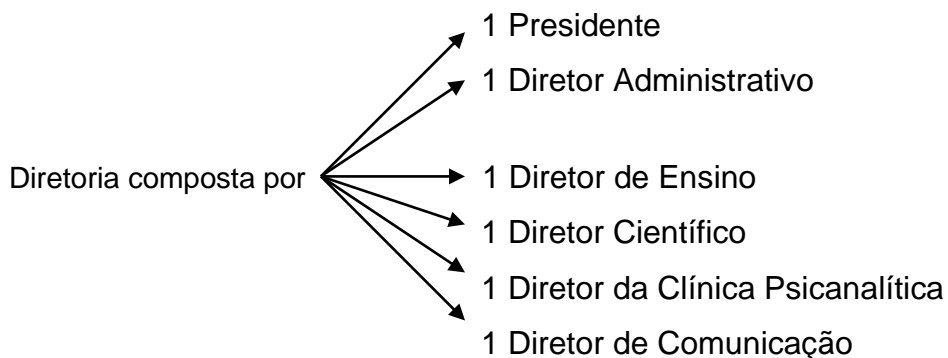 1 Presidente
1 Diretor Administrativo
Diretoria composta por
1 Diretor de Ensino
1 Diretor Científico
1 Diretor da Clínica Psicanalítica
1 Diretor de Comunicação